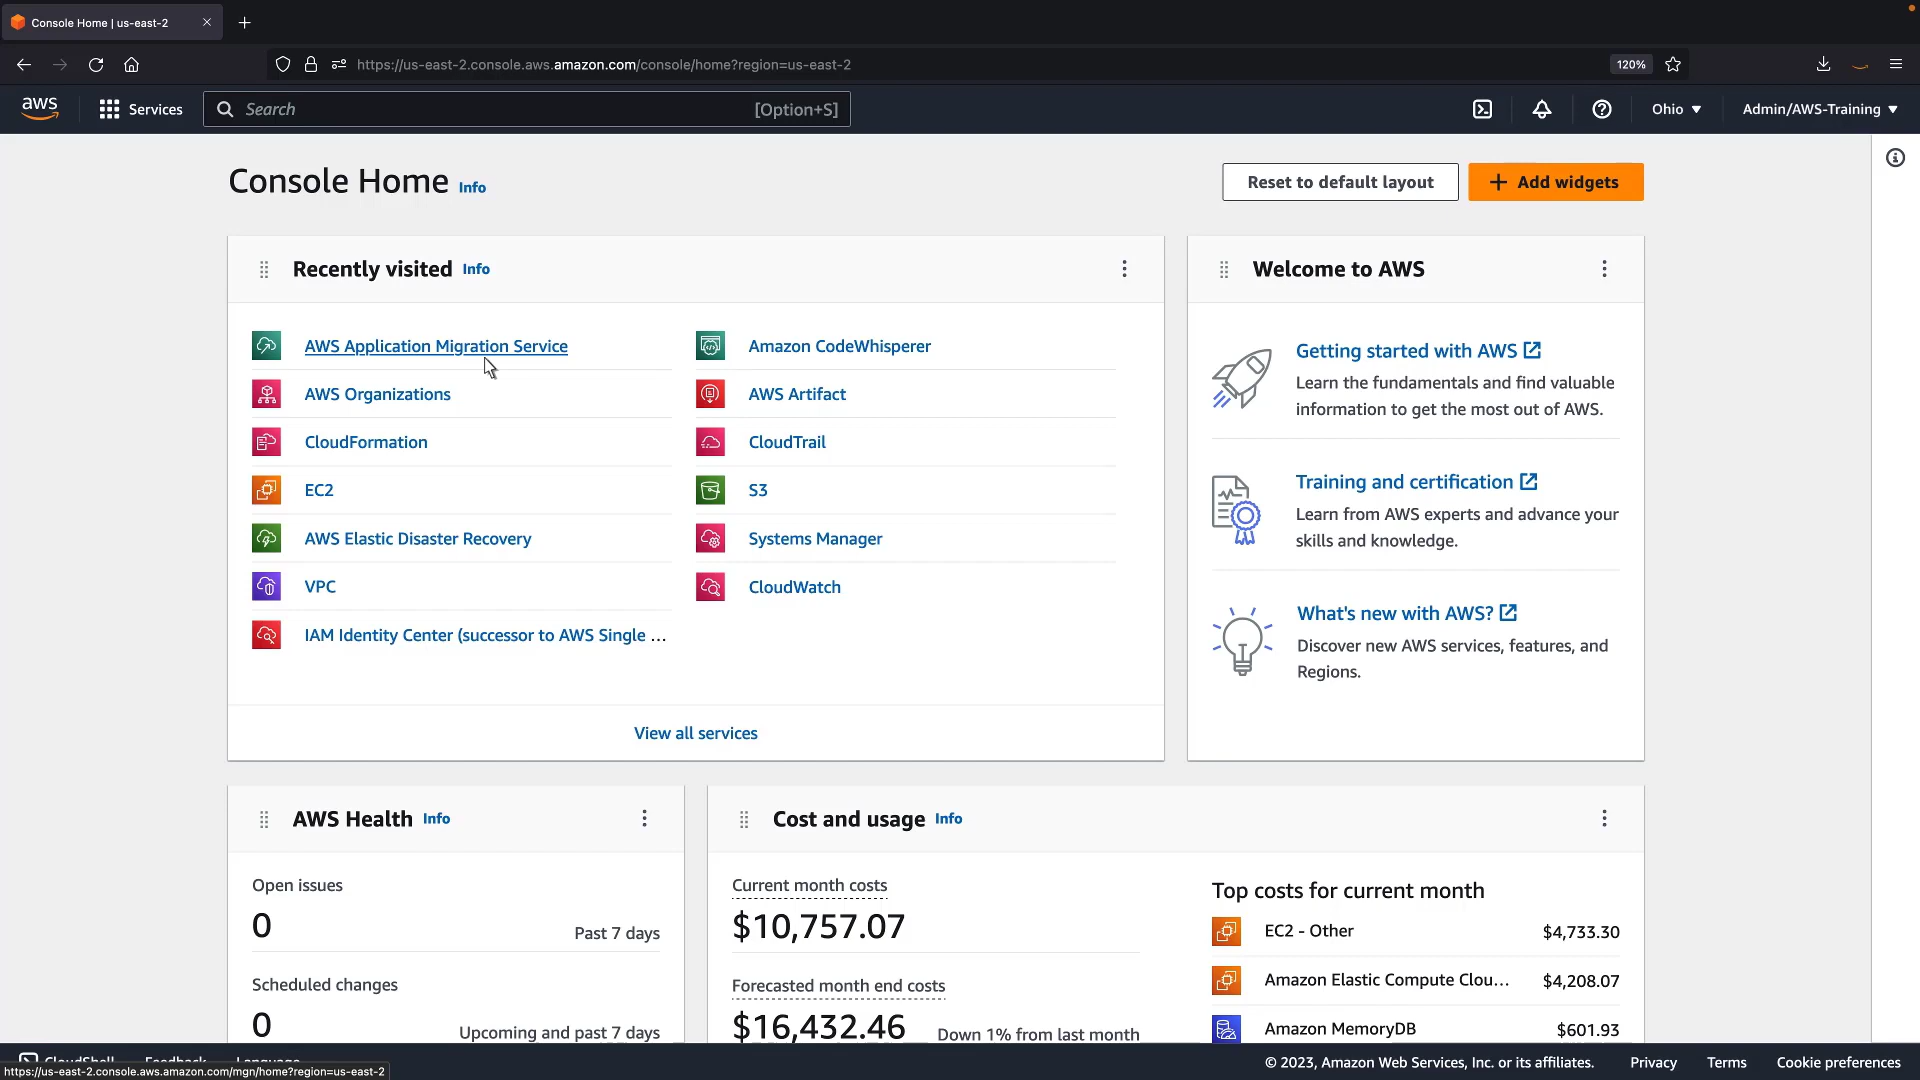 Console Home | us-east-2
https://us-east-2.console.aws.amazon.com/console/home?region=us-east-2
120%
aws
Services
Search
[Option+S]
Ohio
Admin/AWS-Training
Console Home Info
Reset to default layout
Add widgets
Recently visited Info
AWS Application Migration Service
AWS Organizations
CloudFormation
EC2
AWS Elastic Disaster Recovery
VPC
IAM Identity Center (successor to AWS Single ...
Amazon CodeWhisperer
AWS Artifact
CloudTrail
S3
Systems Manager
CloudWatch
View all services
Welcome to AWS
Getting started with AWS
Learn the fundamentals and find valuable
information to get the most out of AWS.
Training and certification
Learn from AWS experts and advance your
skills and knowledge.
What's new with AWS?
Discover new AWS services, features, and
Regions.
AWS Health Info
Open issues
0
Past 7 days
Scheduled changes
0
Upcoming and past 7 days
Cost and usage Info
Current month costs
$10,757.07
Forecasted month end costs
$16,432.46 Down 1% from last month
Top costs for current month
EC2 - Other $4,733.30
Amazon Elastic Compute Clou... $4,208.07
Amazon MemoryDB $601.93
CloudShell
Feedback
Language
https://us-east-2.console.aws.amazon.com/mgn/home?region=us-east-2
© 2023, Amazon Web Services, Inc. or its affiliates.
Privacy
Terms
Cookie preferences